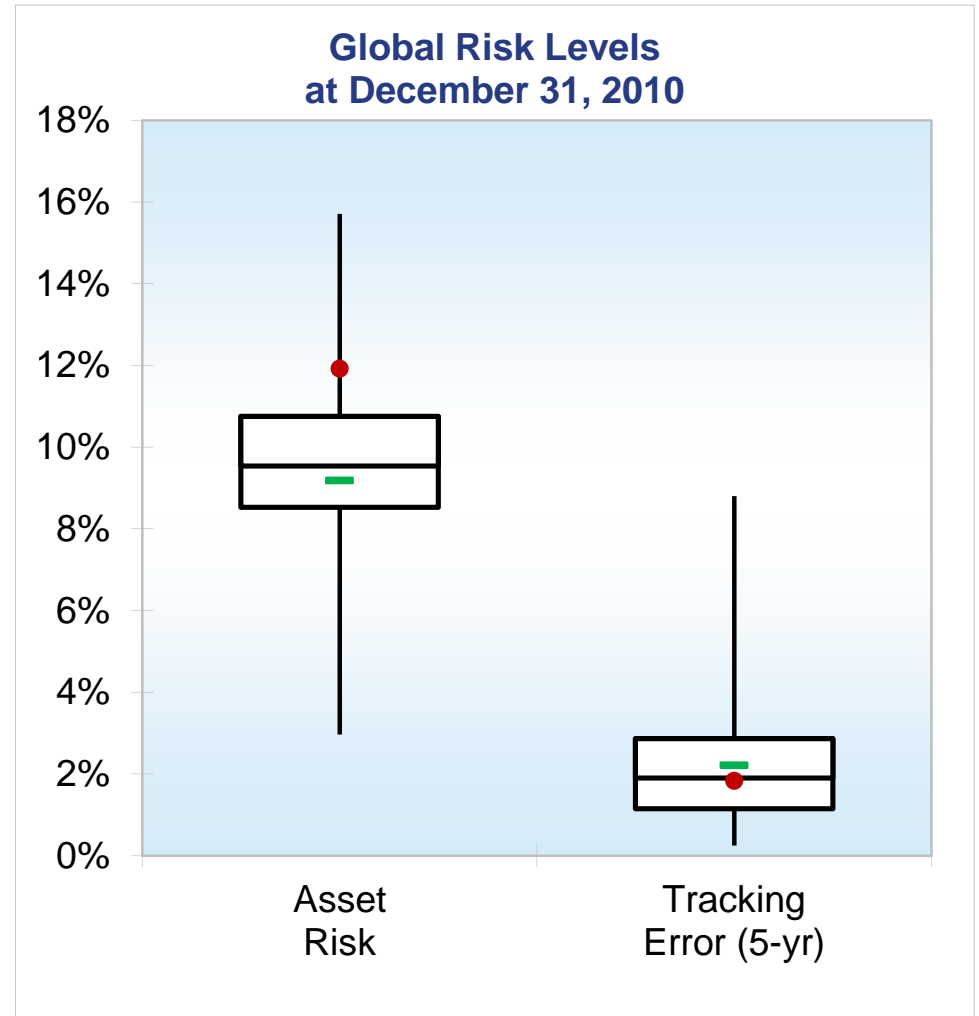 Global Risk Levels
at December 31, 2010
18%
16%
14%
12%
10%
8%
6%
4%
2%
0%
Asset
Risk
Tracking
Error (5-yr)